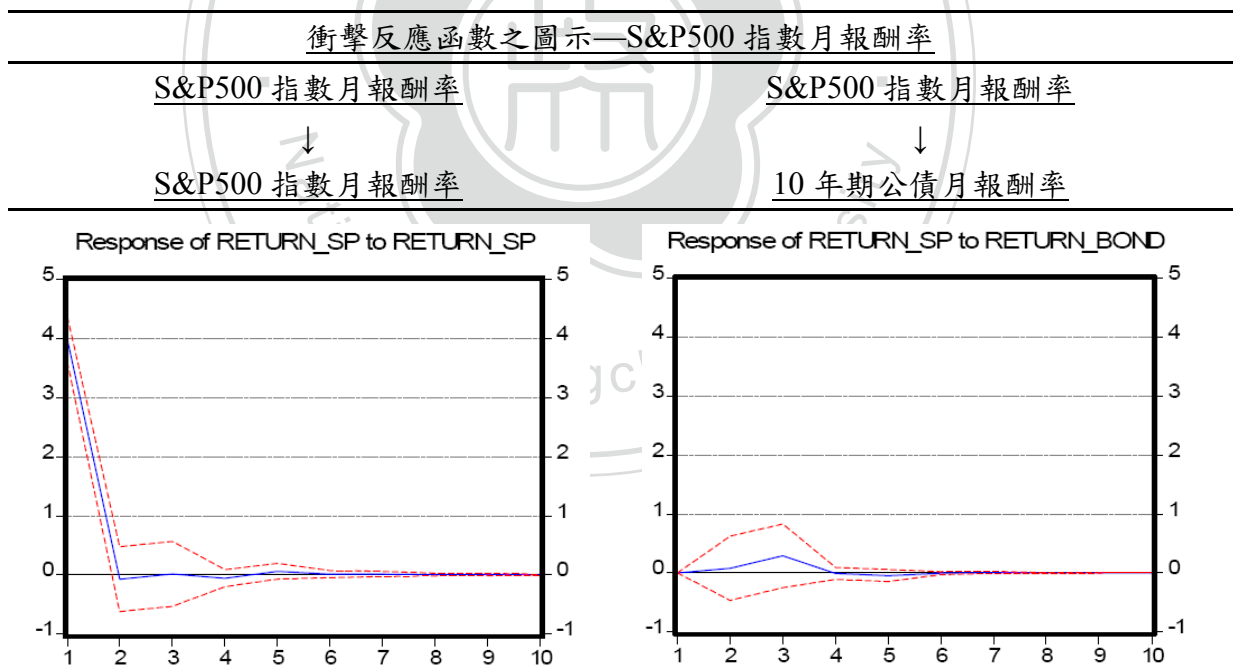 衝擊反應函數之圖示—S&P500 指數月報酬率
S&P500 指數月報酬率 S&P500 指數月報酬率
↓ ↓
S&P500 指數月報酬率 10 年期公債月報酬率
Response of RETURN_SP to RETURN_SP Response of RETURN_SP to RETURN_BOND
5 5 5 5
4 4 4 4
3 3 3 3
2 2 2 2
1 1 1 1
0 0 0 0
-1 -1 -1 -1
1 2 3 4 5 6 7 8 9 10 1 2 3 4 5 6 7 8 9 10